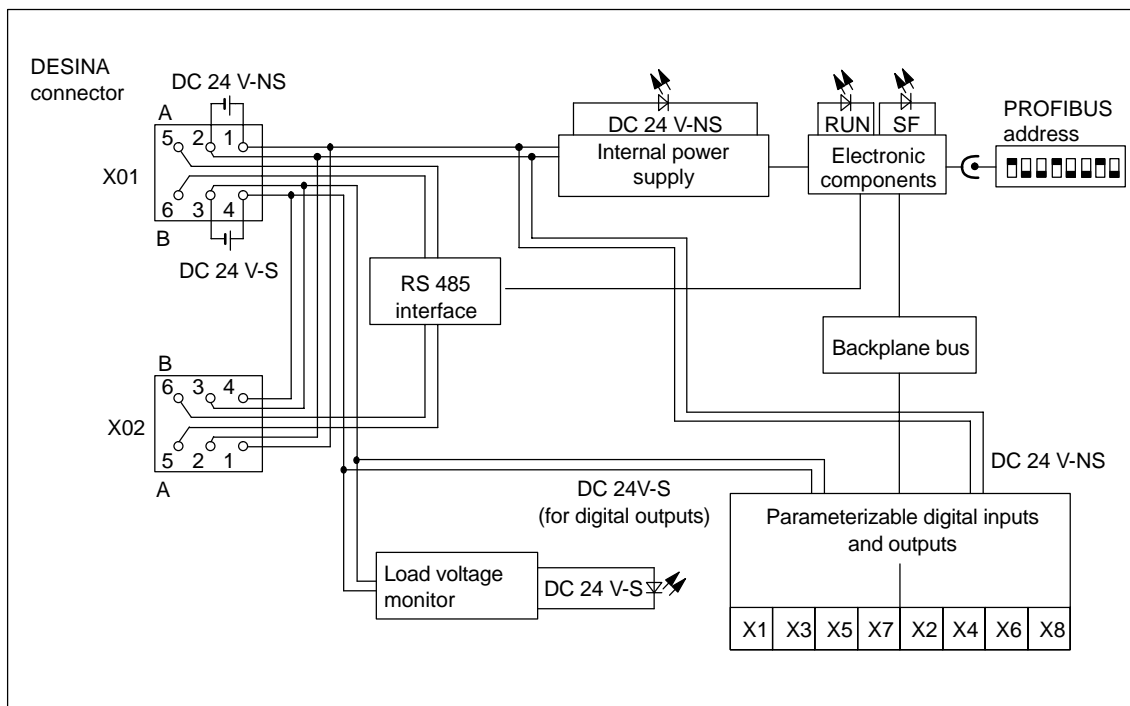 DESINA
connector
DC 24 V-NS
A
5 2 1
X01
6 3 4
B
DC 24 V-S
DC 24 V-NS
Internal power
supply
RUN
SF
Electronic
components
PROFIBUS
address
RS 485
interface
Backplane bus
B
6 3 4
X02
5 2 1
A
DC 24V-S
(for digital outputs)
DC 24 V-NS
Parameterizable digital inputs
and outputs
Load voltage
monitor
DC 24 V-S
X1 X3 X5 X7 X2 X4 X6 X8